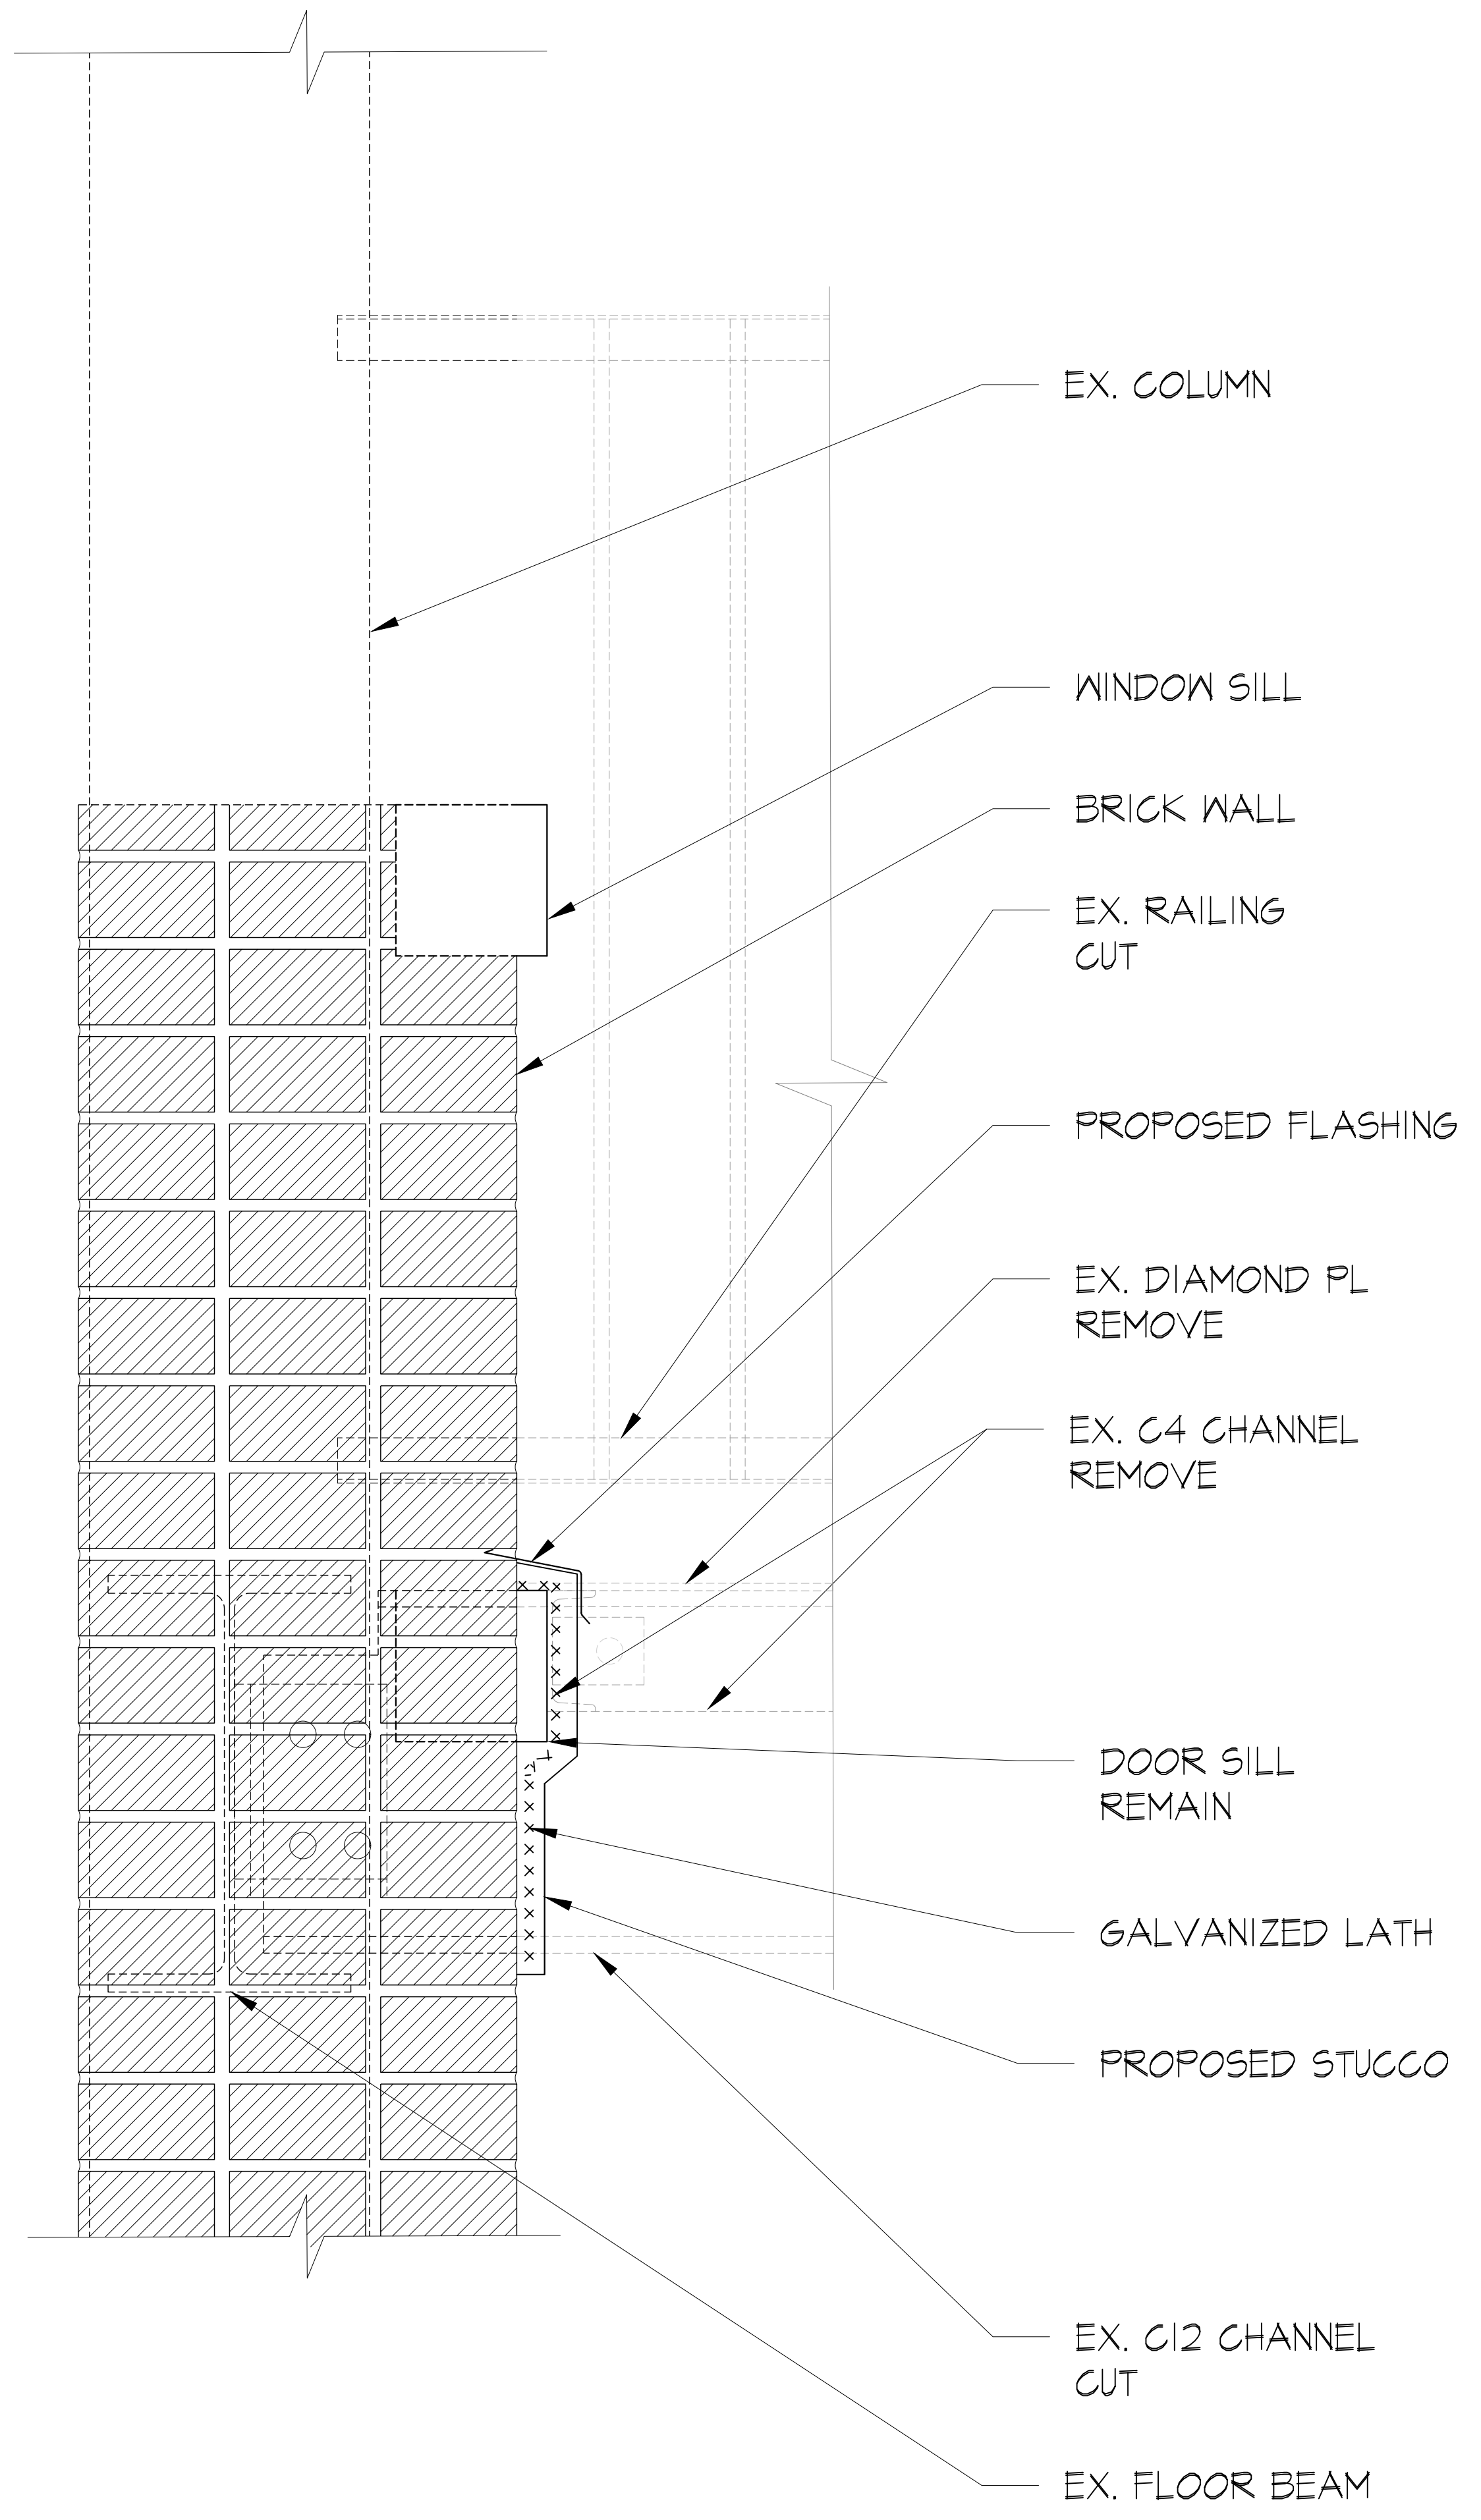 EX. COLUMN
WINDOW SILL
BRICK WALL
EX. RAILING
CUT
PROPOSED FLASHING
EX. DIAMOND PL
REMOVE
EX. C4 CHANNEL
REMOVE
DOOR SILL
REMAIN
GALVANIZED LATH
PROPOSED STUCCO
EX. C12 CHANNEL
CUT
EX. FLOOR BEAM